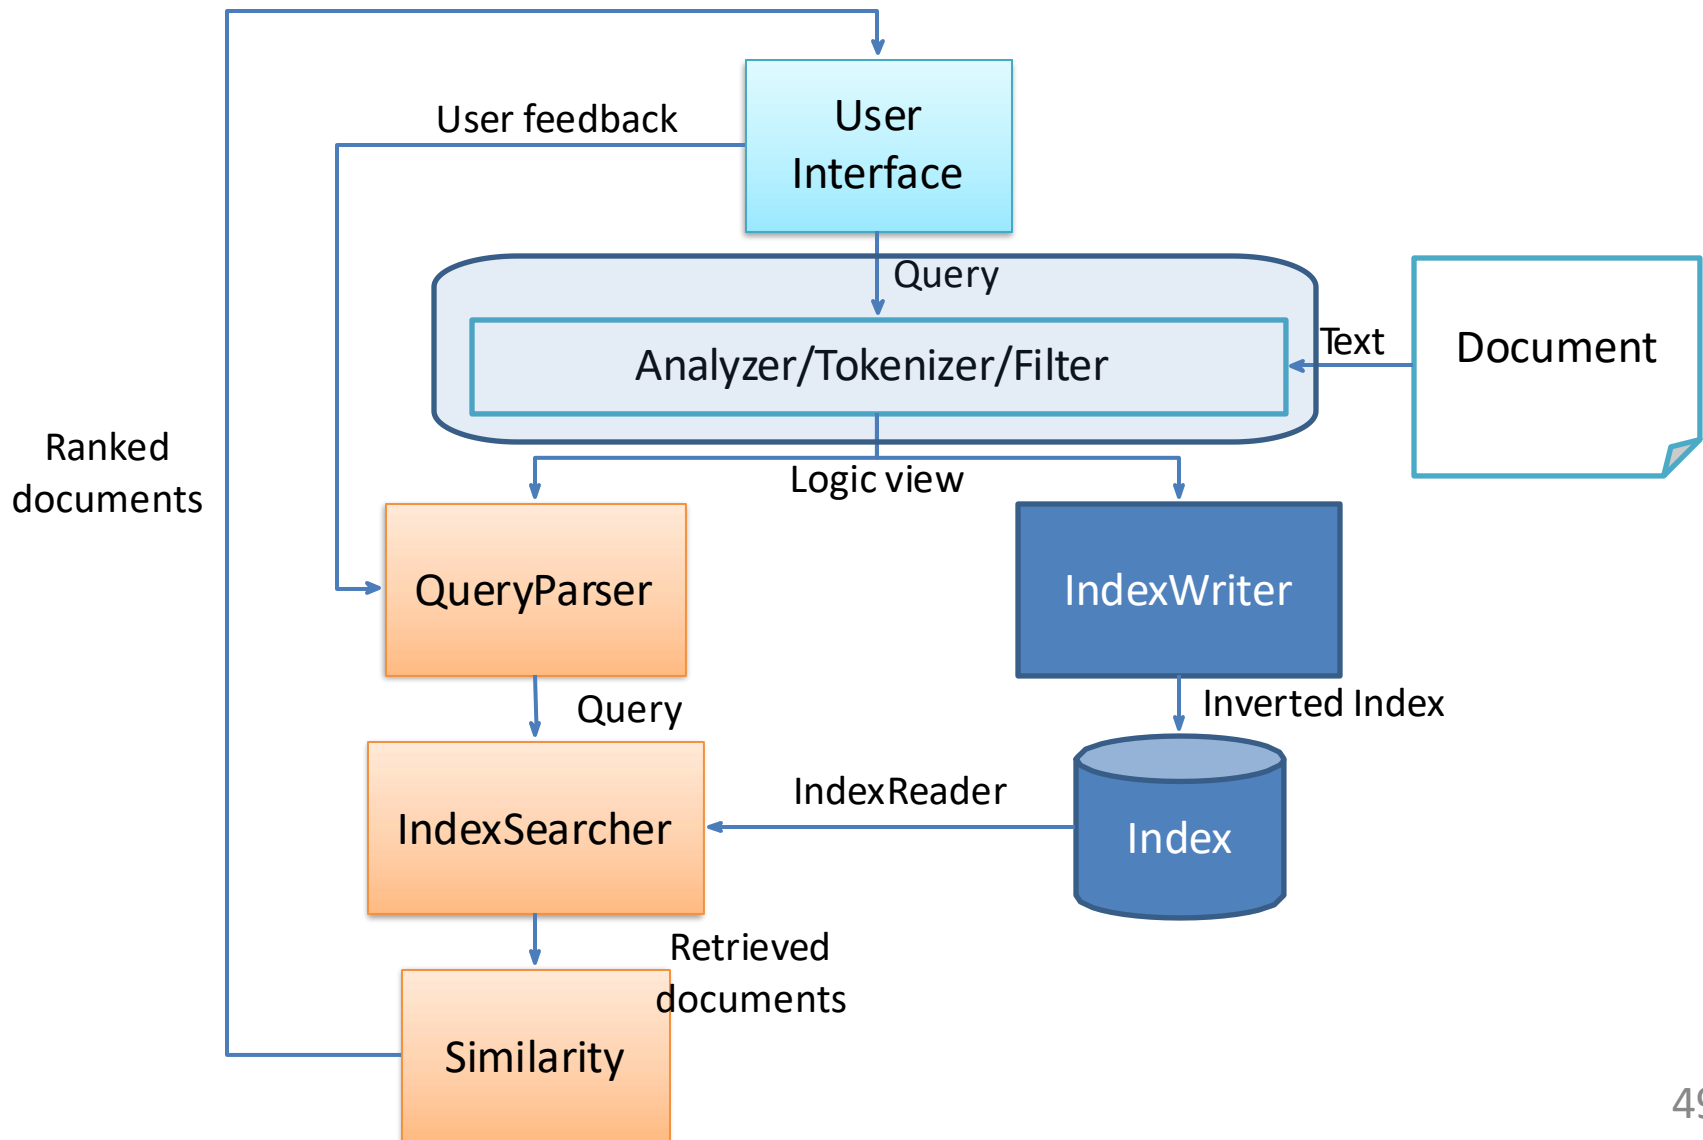 User feedback
User
Interface
Query
Analyzer/Tokenizer/Filter
Text
Document
Ranked
documents
Logic view
QueryParser
IndexWriter
Query
Inverted Index
IndexReader
IndexSearcher
Index
Retrieved
documents
Similarity
49